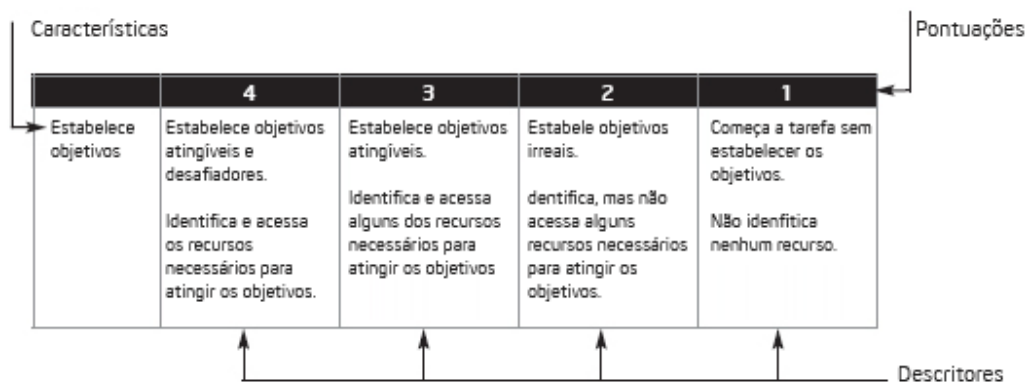 Características
Pontuações
4
3
2
1
Estabelece
objetivos
Estabelece objetivos
atingíveis e
desafiadores.
Identifica e acessa
os recursos
necessários para
atingir os objetivos.
Estabelece objetivos
atingíveis.
Identifica e acessa
alguns dos recursos
necessários para
atingir os objetivos
Estabele objetivos
irreais.
dentifica, mas não
acessa alguns
recursos necessários
para atingir os
objetivos.
Começa a tarefa sem
estabelecer os
objetivos.
Não idenfitica
nenhum recurso.
Descritores